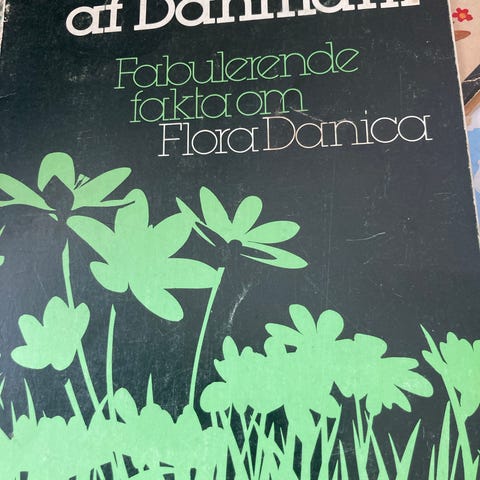 af Danmark
Fabulerende
fakta om
Flora Danica